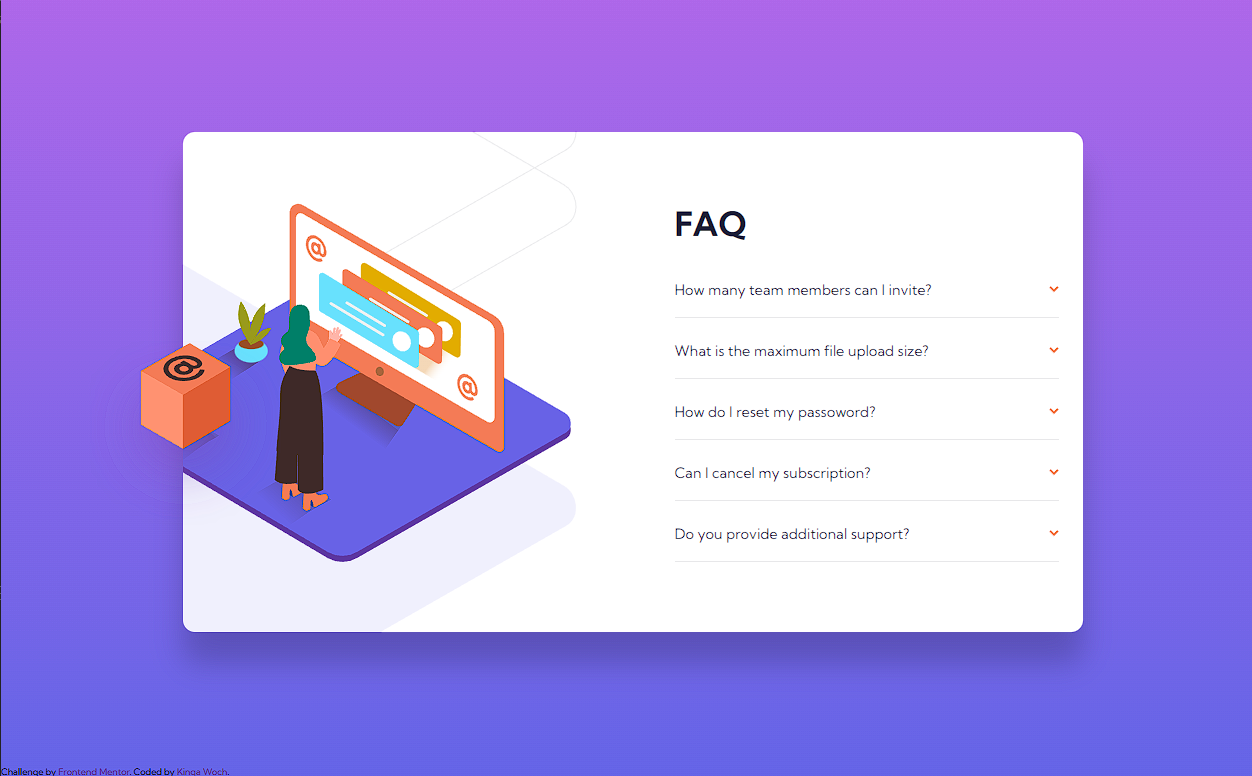 FAQ
How many team members can I invite?
What is the maximum file upload size?
How do I reset my passoword?
Can I cancel my subscription?
Do you provide additional support?
@
@
@
Challenge by Frontend Mentor. Coded by Kinga Woch.